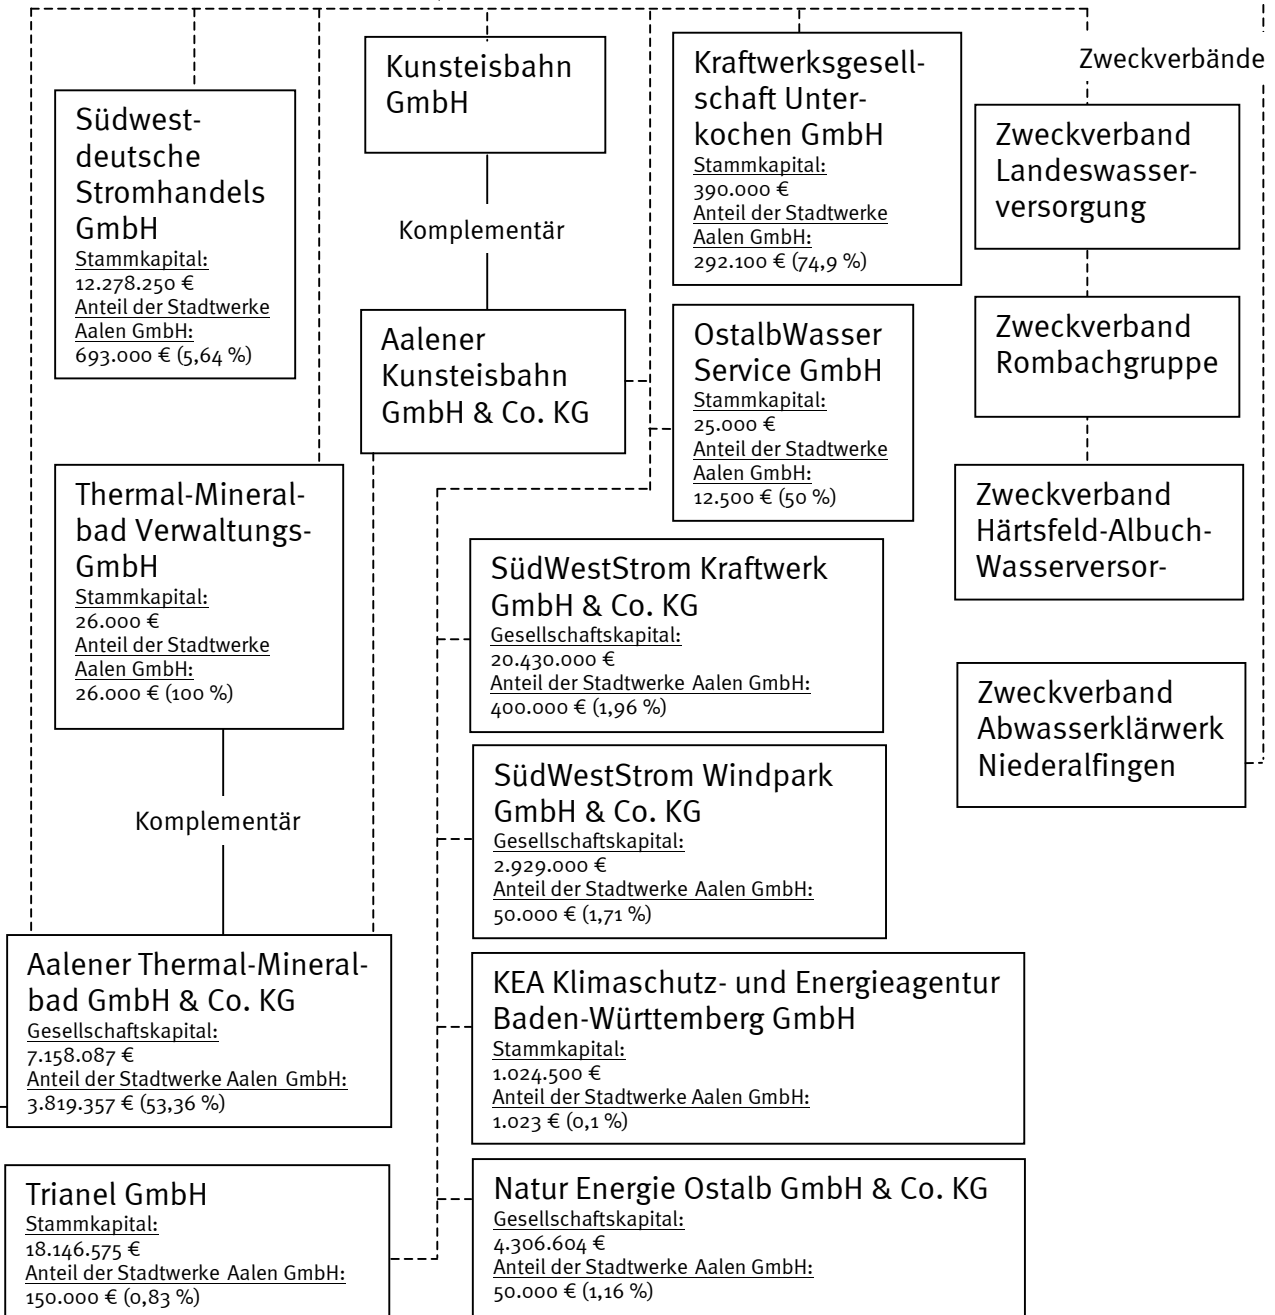 Südwest-
deutsche
Stromhandels
GmbH
Stammkapital:
12.278.250 €
Anteil der Stadtwerke
Aalen GmbH:
693.000 € (5,64 %)
Kunsteisbahn
GmbH
Komplementär
Aalener
Kunsteisbahn
GmbH & Co. KG
Kraftwerksgesell-
schaft Unter-
kochen GmbH
Stammkapital:
390.000 €
Anteil der Stadtwerke
Aalen GmbH:
292.100 € (74,9 %)
OstalbWasser
Service GmbH
Stammkapital:
25.000 €
Anteil der Stadtwerke
Aalen GmbH:
12.500 € (50 %)
Zweckverbände
Zweckverband
Landeswasser-
versorgung
Zweckverband
Rombachgruppe
Zweckverband
Härtsfeld-Albuch-
Wasserversor-
Zweckverband
Abwasserklärwerk
Niederalfingen
Thermal-Mineral-
bad Verwaltungs-
GmbH
Stammkapital:
26.000 €
Anteil der Stadtwerke
Aalen GmbH:
26.000 € (100 %)
Komplementär
Aalener Thermal-Mineral-
bad GmbH & Co. KG
Gesellschaftskapital:
7.158.087 €
Anteil der Stadtwerke Aalen GmbH:
3.819.357 € (53,36 %)
Trianel GmbH
Stammkapital:
18.146.575 €
Anteil der Stadtwerke Aalen GmbH:
150.000 € (0,83 %)
SüdWestStrom Kraftwerk
GmbH & Co. KG
Gesellschaftskapital:
20.430.000 €
Anteil der Stadtwerke Aalen GmbH:
400.000 € (1,96 %)
SüdWestStrom Windpark
GmbH & Co. KG
Gesellschaftskapital:
2.929.000 €
Anteil der Stadtwerke Aalen GmbH:
50.000 € (1,71 %)
KEA Klimaschutz- und Energieagentur
Baden-Württemberg GmbH
Stammkapital:
1.024.500 €
Anteil der Stadtwerke Aalen GmbH:
1.023 € (0,1 %)
Natur Energie Ostalb GmbH & Co. KG
Gesellschaftskapital:
4.306.604 €
Anteil der Stadtwerke Aalen GmbH:
50.000 € (1,16 %)